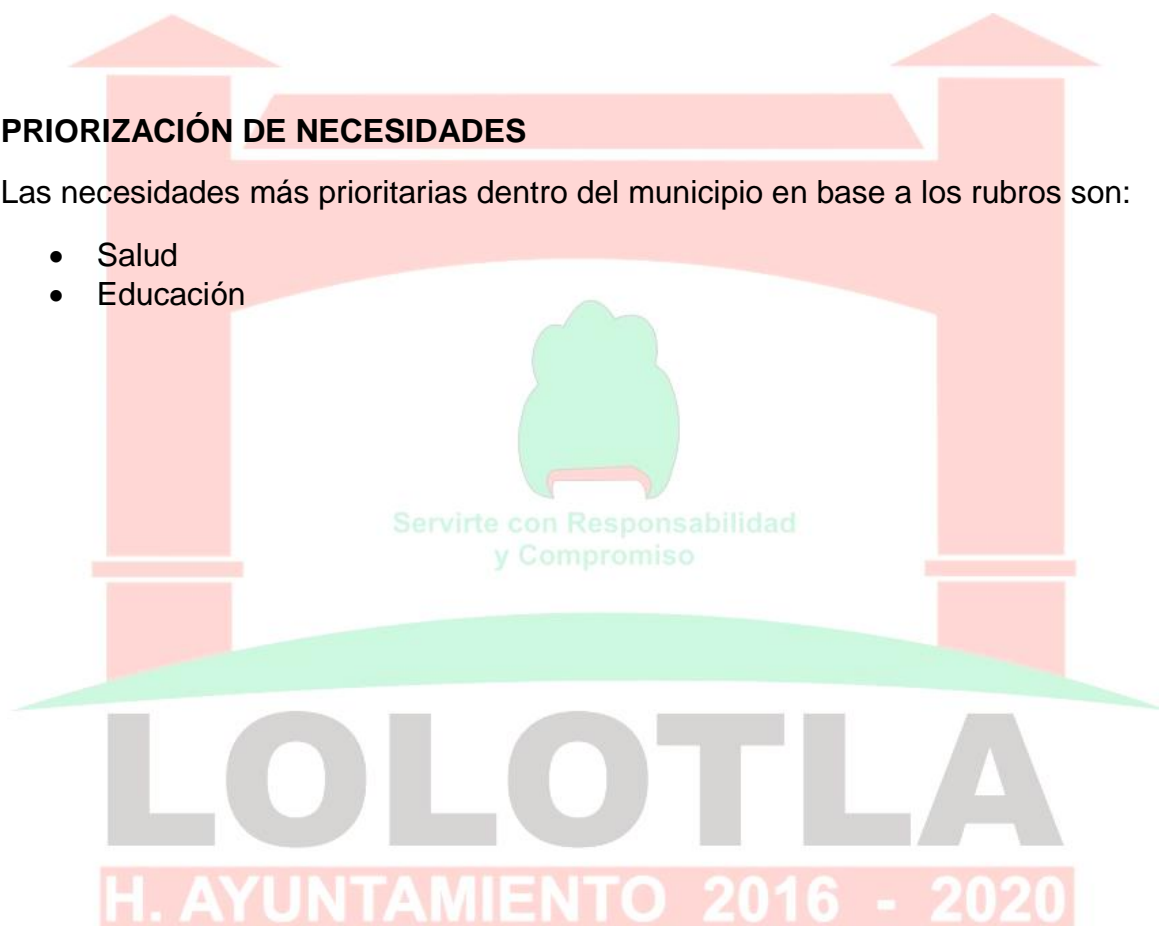 PRIORIZACIÓN DE NECESIDADES
Las necesidades más prioritarias dentro del municipio en base a los rubros son:
• Salud
• Educación
Servirte con Responsabilidad
y Compromiso
LOLOTLA
H. AYUNTAMIENTO 2016 - 2020